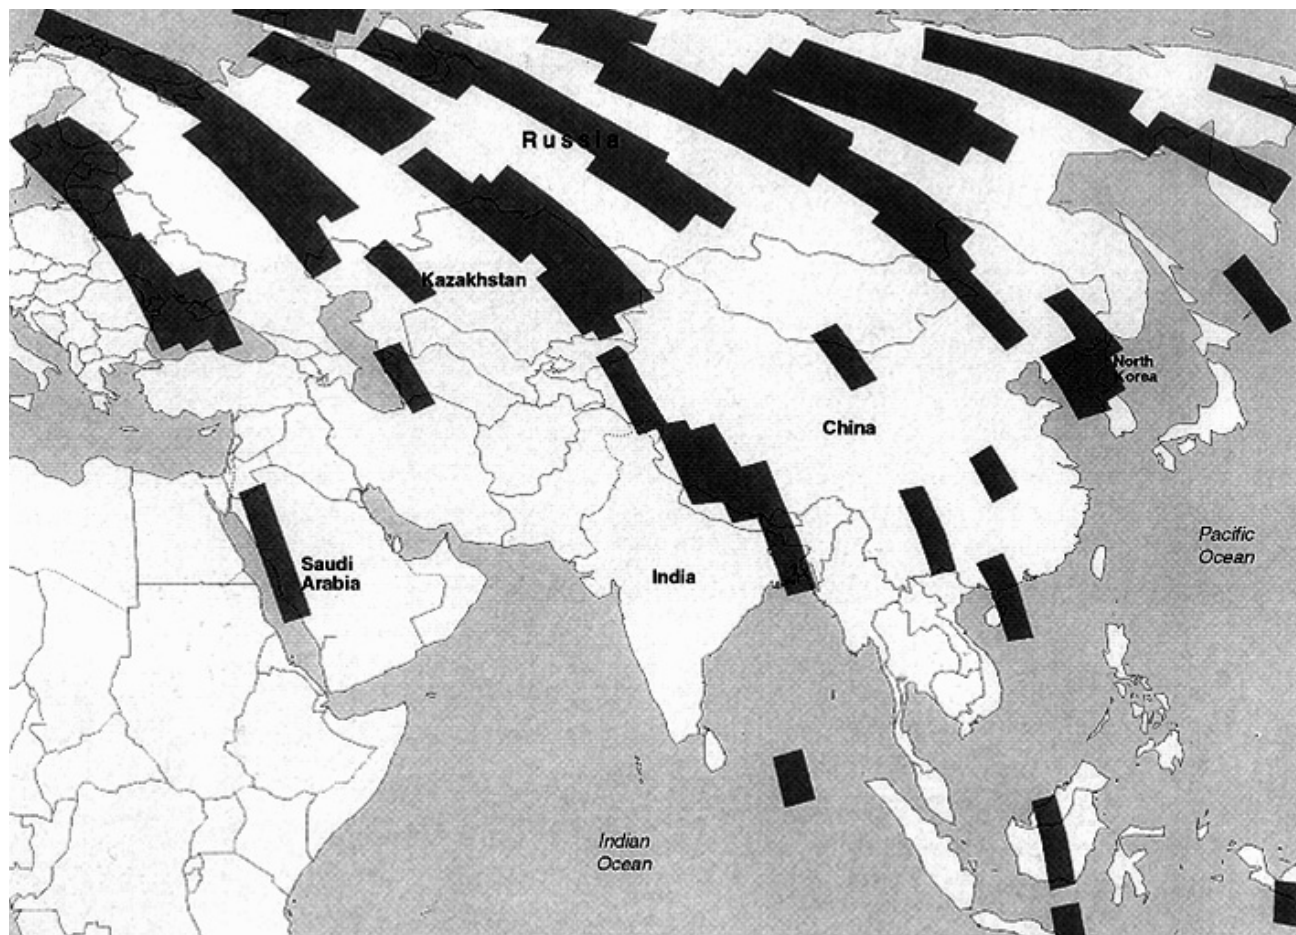 Russia
Kazakhstan
North
Korea
China
Pacific
Ocean
Saudi
Arabia
India
Indian
Ocean